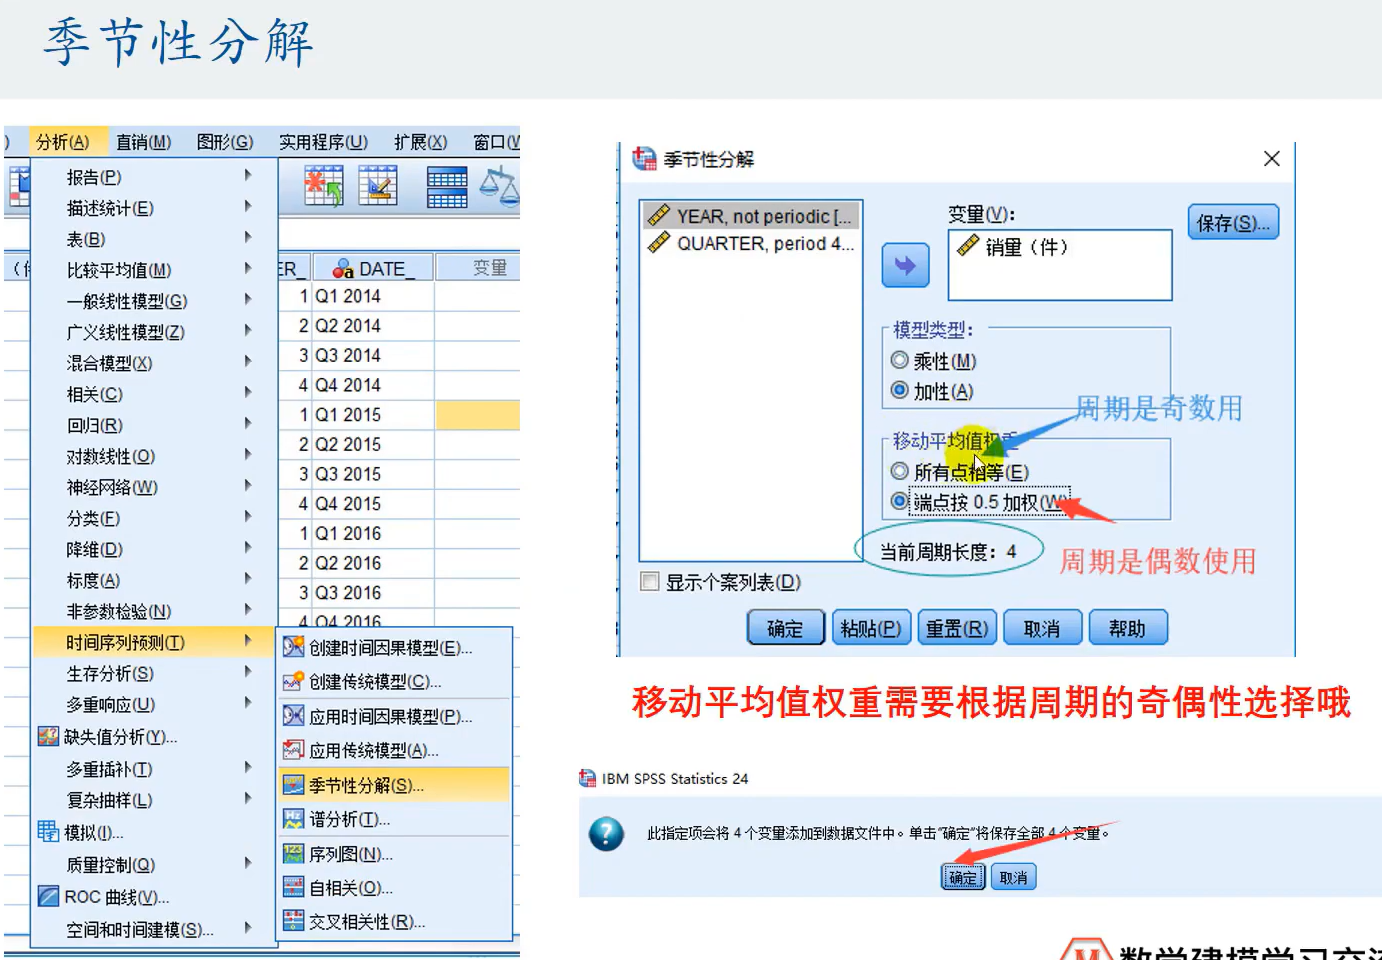 季节性分解
) 分析(A) 直销(M) 图形(G) 实用程序(U) 扩展(X) 窗口(W
报告(P)
描述统计(E)
表(B)
比较平均值(M)
一般线性模型(G)
广义线性模型(Z)
混合模型(X)
相关(C)
回归(R)
对数线性(O)
神经网络(W)
分类(F)
降维(D)
标度(A)
非参数检验(N)
时间序列预测(T)
生存分析(S)
多重响应(U)
缺失值分析(Y)...
多重插补(T)
复杂抽样(L)
模拟(I)...
质量控制(Q)
ROC 曲线(V)...
空间和时间建模(S)...
ER_ DATE_ 变量
1 Q1 2014
2 Q2 2014
3 Q3 2014
4 Q4 2014
1 Q1 2015
2 Q2 2015
3 Q3 2015
4 Q4 2015
1 Q1 2016
2 Q2 2016
3 Q3 2016
4 Q4 2016
创建时间因果模型(E)...
创建传统模型(C)...
应用时间因果模型(P)...
应用传统模型(A)...
季节性分解(S)...
谱分析(T)...
序列图(N)...
自相关(O)...
交叉相关性(R)...
季节性分解
YEAR, not periodic [...
QUARTER, period 4...
变量(V):
销量（件）
保存(S)...
模型类型:
乘性(M)
加性(A)
周期是奇数用
移动平均值权重
所有点相等(E)
端点按 0.5 加权(W)
当前周期长度：4
周期是偶数使用
显示个案列表(D)
确定 粘贴(P) 重置(R) 取消 帮助
移动平均值权重需要根据周期的奇偶性选择哦
IBM SPSS Statistics 24
此指定项会将 4 个变量添加到数据文件中。单击“确定”将保存全部 4 个变量。
确定 取消
数学建模学习交流